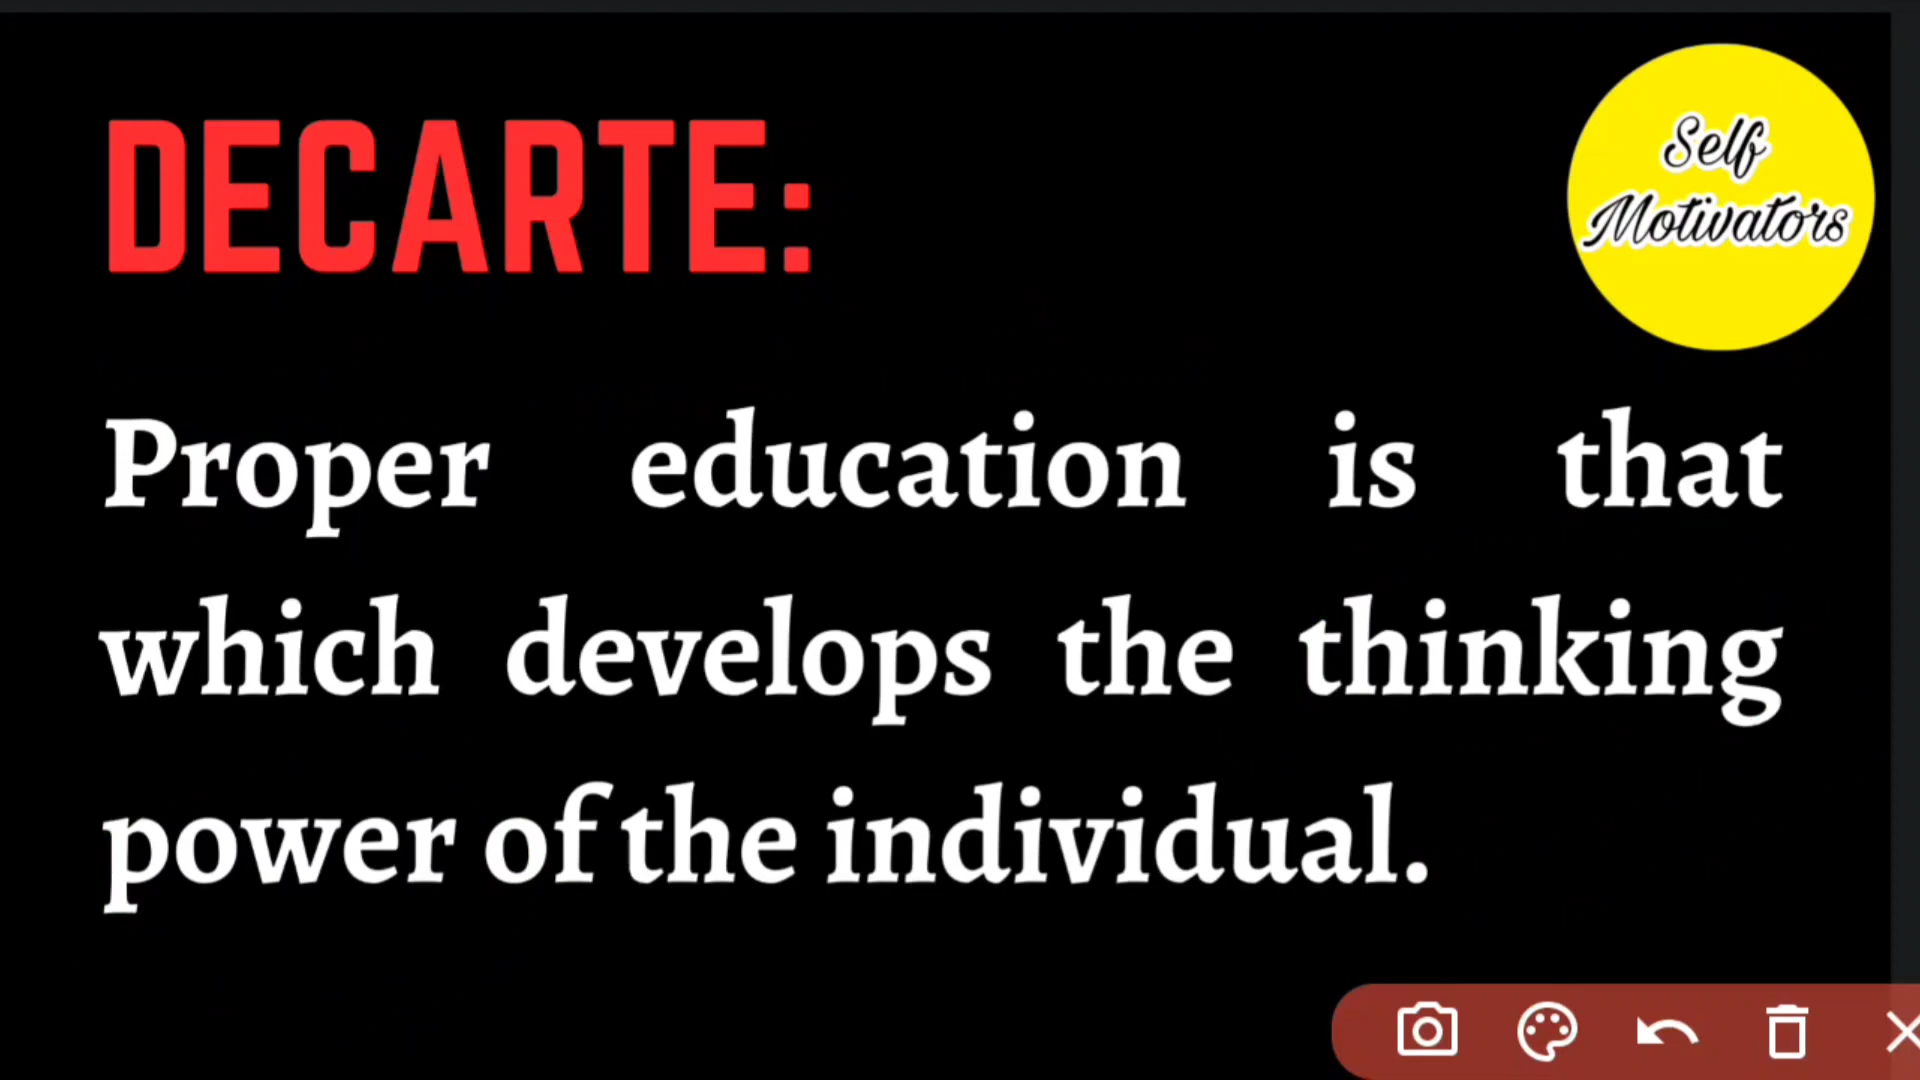 DECARTE:
Self
Motivators
Proper education is that
which develops the thinking
power of the individual.